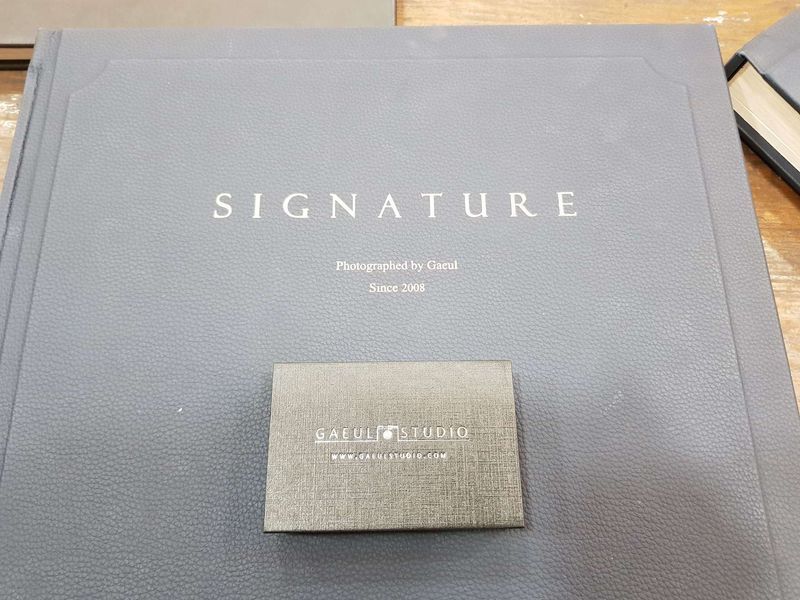 SIGNATURE
Photographed by Gaeul
Since 2008
GAEUL STUDIO
WWW.GAEULSTUDIO.COM